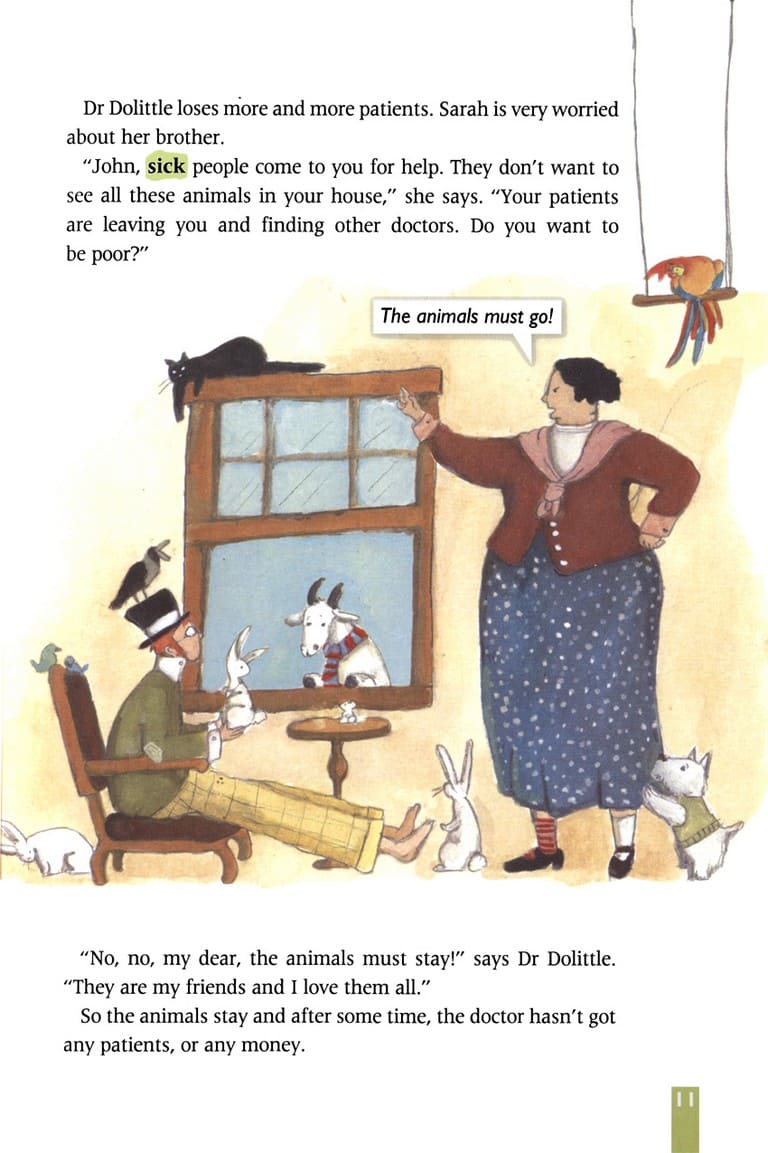 Dr Dolittle loses more and more patients. Sarah is very worried
about her brother.
“John, sick people come to you for help. They don’t want to
see all these animals in your house,” she says. “Your patients
are leaving you and finding other doctors. Do you want to
be poor?”
The animals must go!
“No, no, my dear, the animals must stay!” says Dr Dolittle.
“They are my friends and I love them all.”
So the animals stay and after some time, the doctor hasn’t got
any patients, or any money.
11